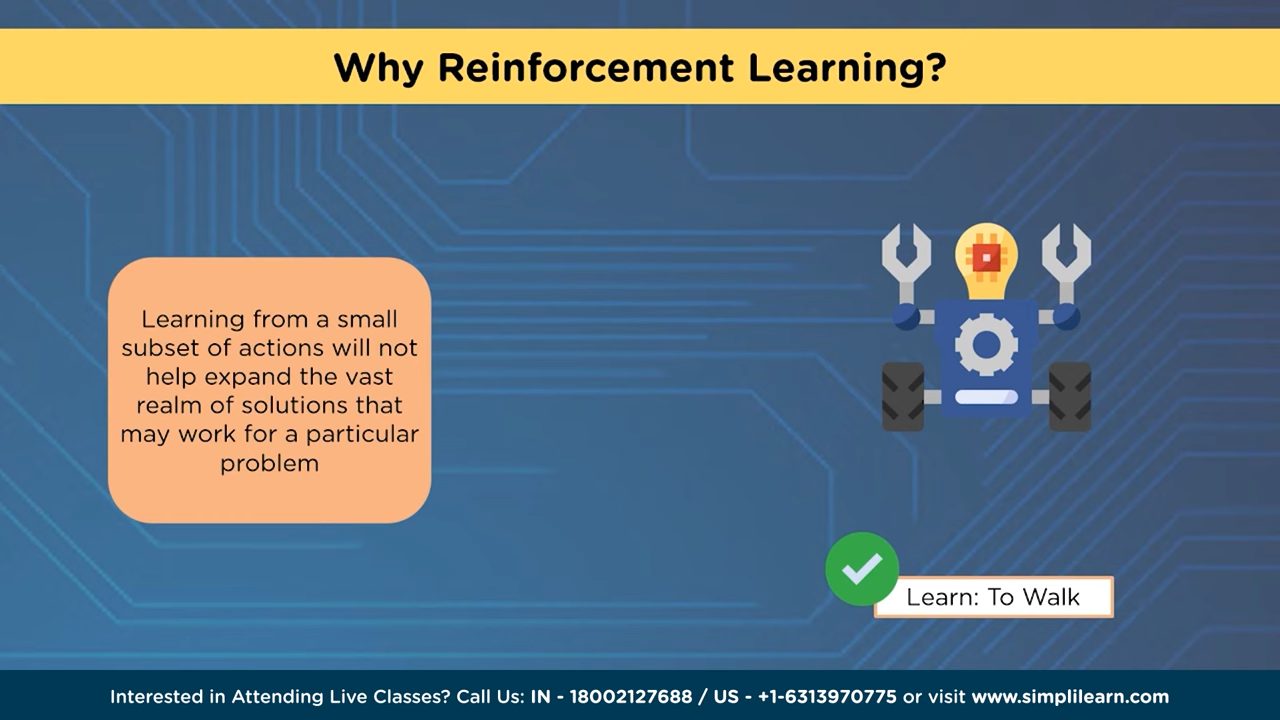 Why Reinforcement Learning?
Learning from a small
subset of actions will not
help expand the vast
realm of solutions that
may work for a particular
problem
Learn: To Walk
Interested in Attending Live Classes? Call Us: IN - 18002127688 / US - +1-6313970775 or visit www.simplilearn.com